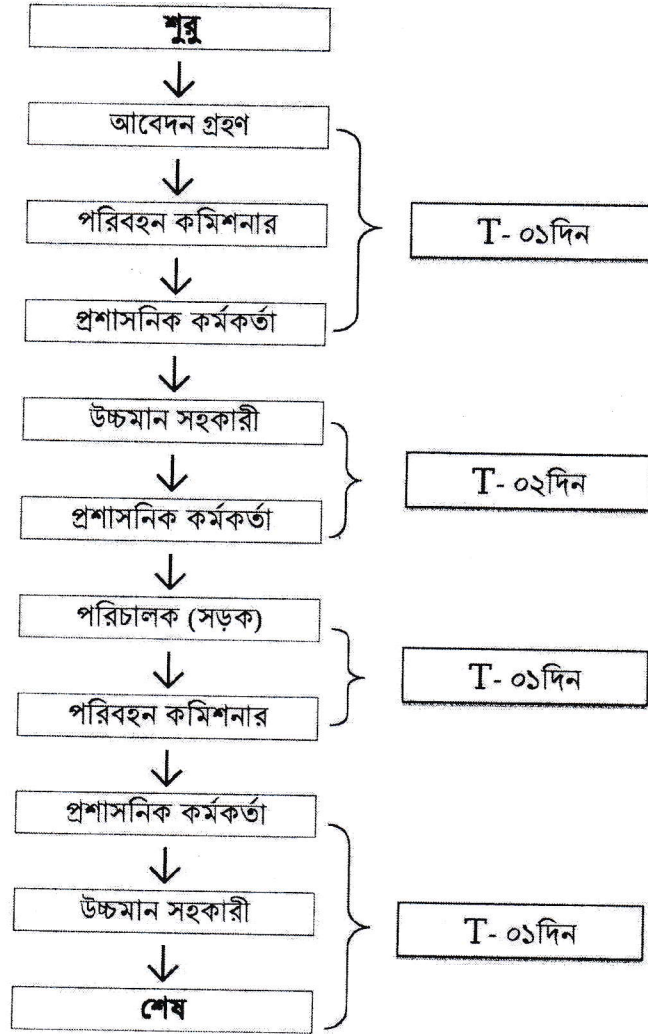 শুরু
আবেদন গ্রহণ
পরিবহন কমিশনার
T- ০১দিন
প্রশাসনিক কর্মকর্তা
উচ্চমান সহকারী
T- ০২দিন
প্রশাসনিক কর্মকর্তা
পরিচালক (সড়ক)
T- ০১দিন
পরিবহন কমিশনার
প্রশাসনিক কর্মকর্তা
উচ্চমান সহকারী
T- ০১দিন
শেষ